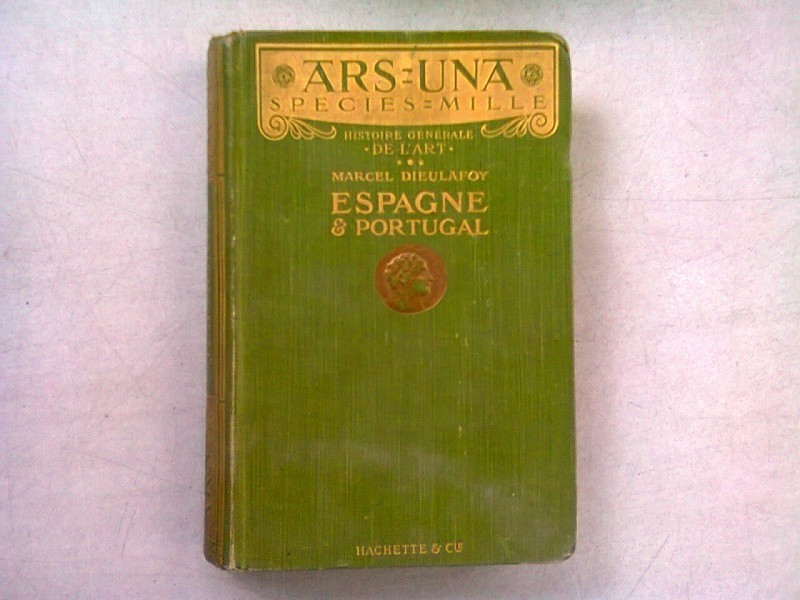 ARS=UNA
SPECIES=MILLE
HISTOIRE GÉNÉRALE
·DE L'ART·
MARCEL DIEULAFOY
ESPAGNE
& PORTUGAL
HACHETTE & CIE